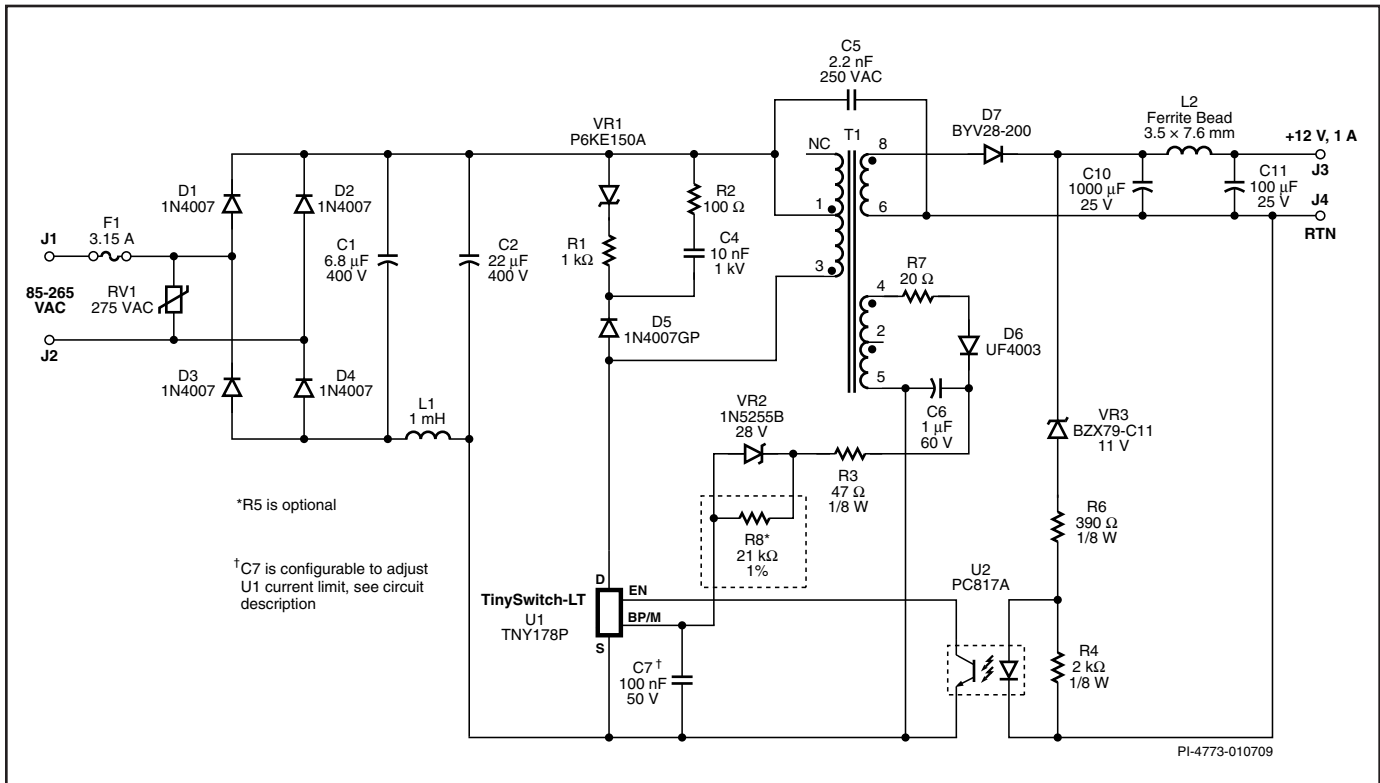 C5
2.2 nF
250 VAC
VR1
P6KE150A
NC
T1
D7
BYV28-200
L2
Ferrite Bead
3.5 × 7.6 mm
+12 V, 1 A
J3
J4
RTN
8
6
C10
1000 µF
25 V
C11
100 µF
25 V
D1
1N4007
D2
1N4007
R2
100 Ω
1
3
J1
F1
3.15 A
C1
6.8 µF
400 V
C2
22 µF
400 V
R1
1 kΩ
C4
10 nF
1 kV
85-265
VAC
RV1
275 VAC
R7
20 Ω
4
2
5
D5
1N4007GP
D6
UF4003
J2
D3
1N4007
D4
1N4007
L1
1 mH
VR2
1N5255B
28 V
C6
1 µF
60 V
VR3
BZX79-C11
11 V
R3
47 Ω
1/8 W
*R5 is optional
R8*
21 kΩ
1%
R6
390 Ω
1/8 W
†C7 is configurable to adjust
U1 current limit, see circuit
description
D
EN
BP/M
S
TinySwitch-LT
U1
TNY178P
U2
PC817A
C7†
100 nF
50 V
R4
2 kΩ
1/8 W
PI-4773-010709